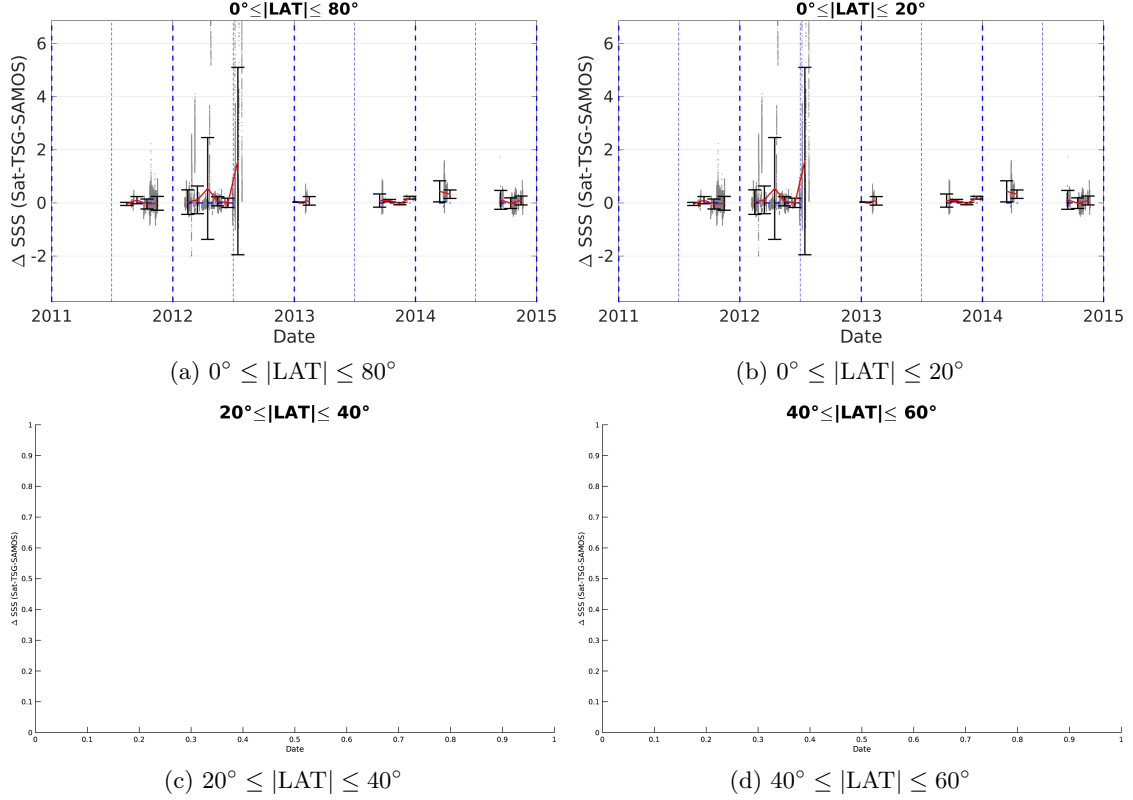 0°≤|LAT|≤ 80°
Δ SSS (Sat-TSG-SAMOS)
6
4
2
0
-2
2011 2012 2013 2014 2015
Date
(a) 0° ≤ |LAT| ≤ 80°
0°≤|LAT|≤ 20°
Δ SSS (Sat-TSG-SAMOS)
6
4
2
0
-2
2011 2012 2013 2014 2015
Date
(b) 0° ≤ |LAT| ≤ 20°
20°≤|LAT|≤ 40°
Δ SSS (Sat-TSG-SAMOS)
1
0.9
0.8
0.7
0.6
0.5
0.4
0.3
0.2
0.1
0
0 0.1 0.2 0.3 0.4 0.5 0.6 0.7 0.8 0.9 1
Date
(c) 20° ≤ |LAT| ≤ 40°
40°≤|LAT|≤ 60°
Δ SSS (Sat-TSG-SAMOS)
1
0.9
0.8
0.7
0.6
0.5
0.4
0.3
0.2
0.1
0
0 0.1 0.2 0.3 0.4 0.5 0.6 0.7 0.8 0.9 1
Date
(d) 40° ≤ |LAT| ≤ 60°